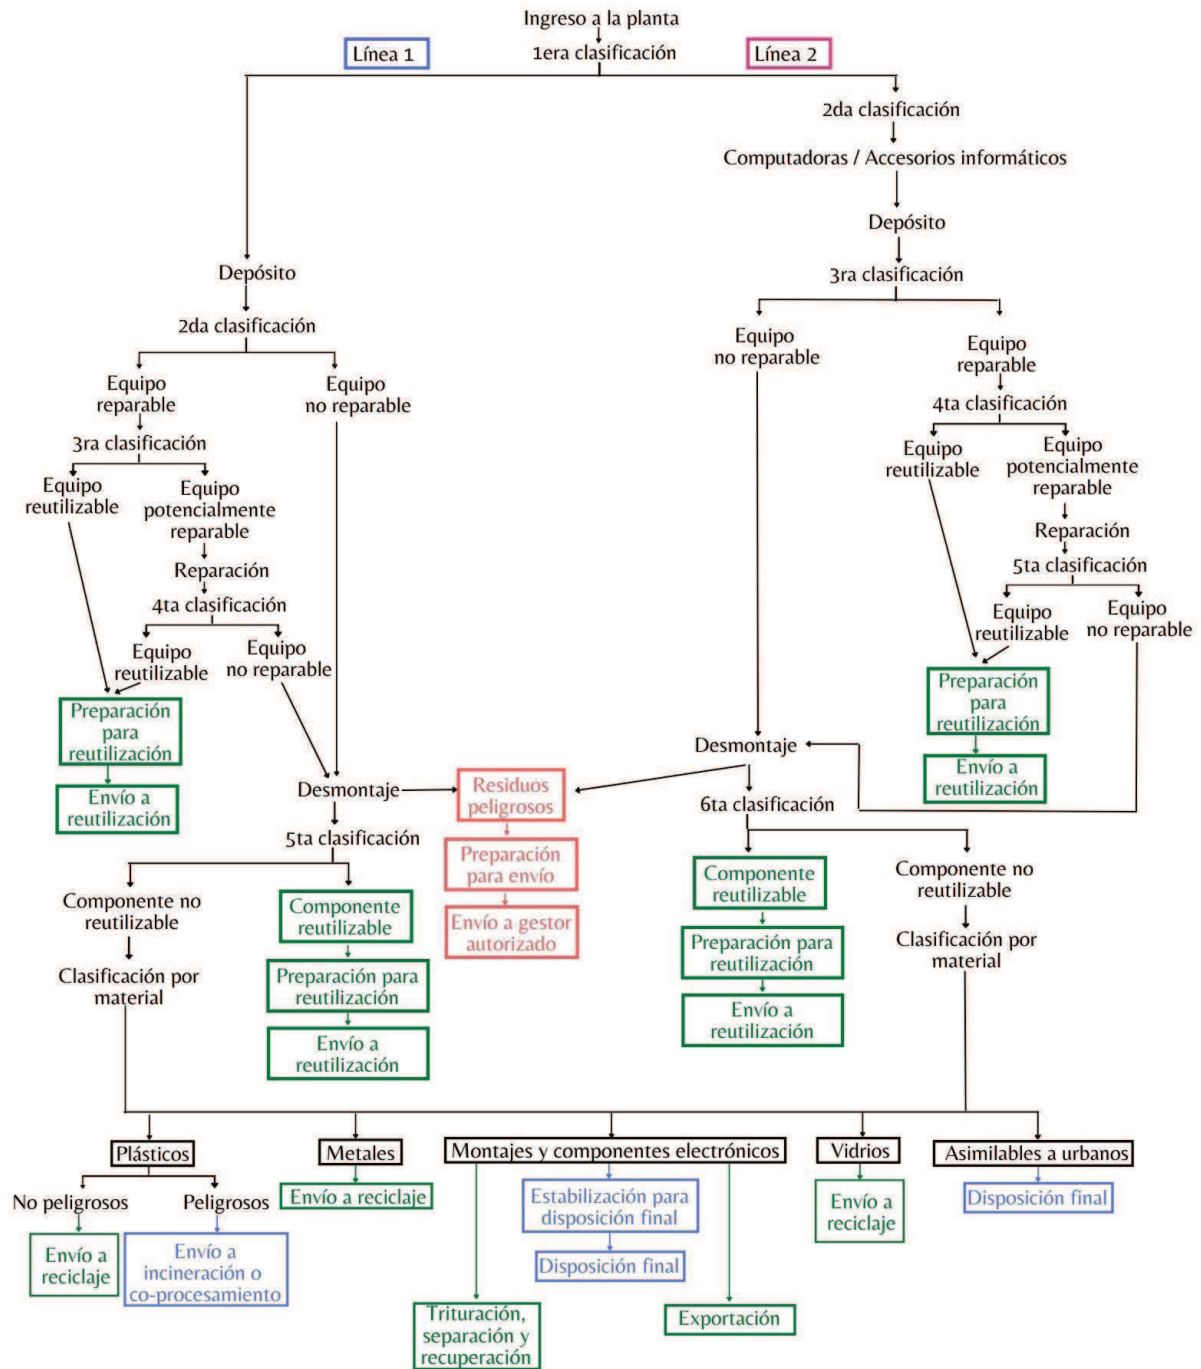 Ingreso a la planta
Línea 1
1era clasificación
Línea 2
2da clasificación
Computadoras / Accesorios informáticos
Depósito
3ra clasificación
Depósito
2da clasificación
Equipo
no reparable
Equipo
reparable
4ta clasificación
Equipo
reparable
Equipo
no reparable
3ra clasificación
Equipo
reutilizable
Equipo
potencialmente
reparable
Equipo
reutilizable
Equipo
potencialmente
reparable
Reparación
5ta clasificación
Reparación
4ta clasificación
Equipo
reutilizable
Equipo
no reparable
Equipo
reutilizable
Equipo
no reparable
Preparación
para
reutilización
Envío a
reutilización
Preparación
para
reutilización
Envío a
reutilización
Desmontaje
Desmontaje
Residuos
peligrosos
Preparación
para envío
Envío a gestor
autorizado
5ta clasificación
6ta clasificación
Componente no
reutilizable
Clasificación por
material
Componente
reutilizable
Preparación para
reutilización
Envío a
reutilización
Componente
reutilizable
Preparación para
reutilización
Envío a
reutilización
Componente no
reutilizable
Clasificación por
material
Plásticos
Metales
Montajes y componentes electrónicos
Vidrios
Asimilables a urbanos
No peligrosos
Peligrosos
Envío a
reciclaje
Envío a
incineración o
co-procesamiento
Envío a reciclaje
Estabilización para
disposición final
Disposición final
Trituración,
separación y
recuperación
Exportación
Envío a
reciclaje
Disposición final